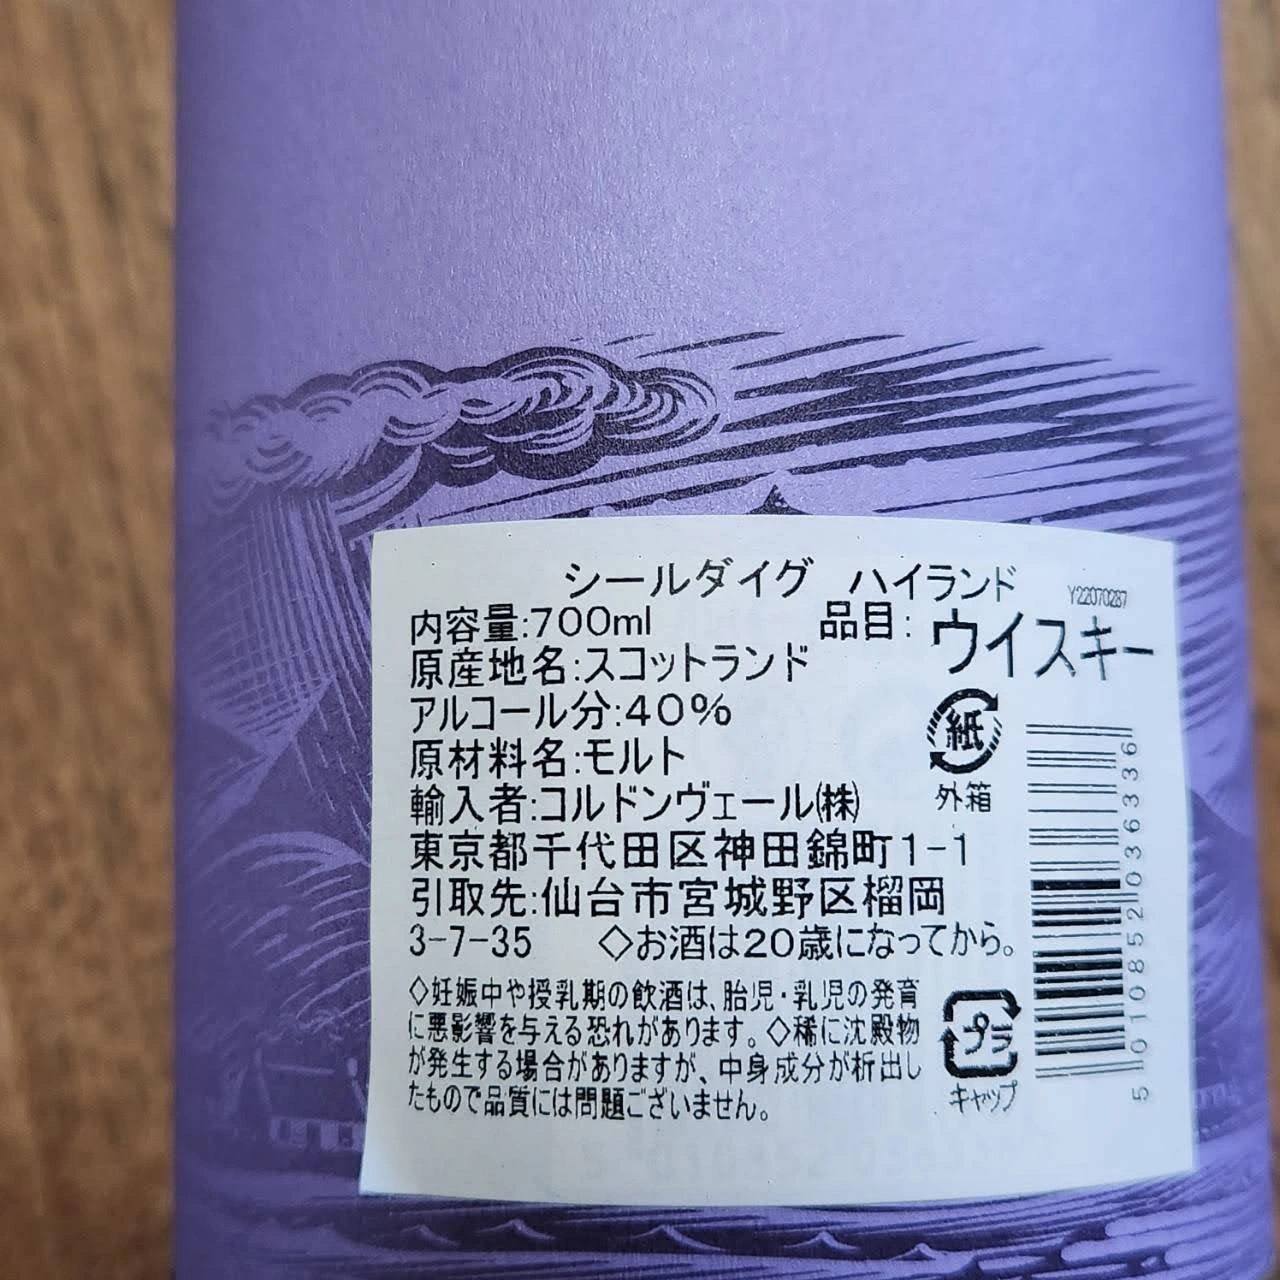 シールダイグ ハイランド Y22070287
内容量:700ml 品目:ウイスキー
原産地名:スコットランド
アルコール分:40%
原材料名:モルト
輸入者:コルドンヴェール㈱
東京都千代田区神田錦町1-1
引取先:仙台市宮城野区榴岡
3-7-35 ◇お酒は20歳になってから。
◇妊娠中や授乳期の飲酒は、胎児・乳児の発育
に悪影響を与える恐れがあります。◇稀に沈殿物
が発生する場合がありますが、中身成分が析出し
たもので品質には問題ございません。
紙
外箱
プラ
キャップ
5010852036336